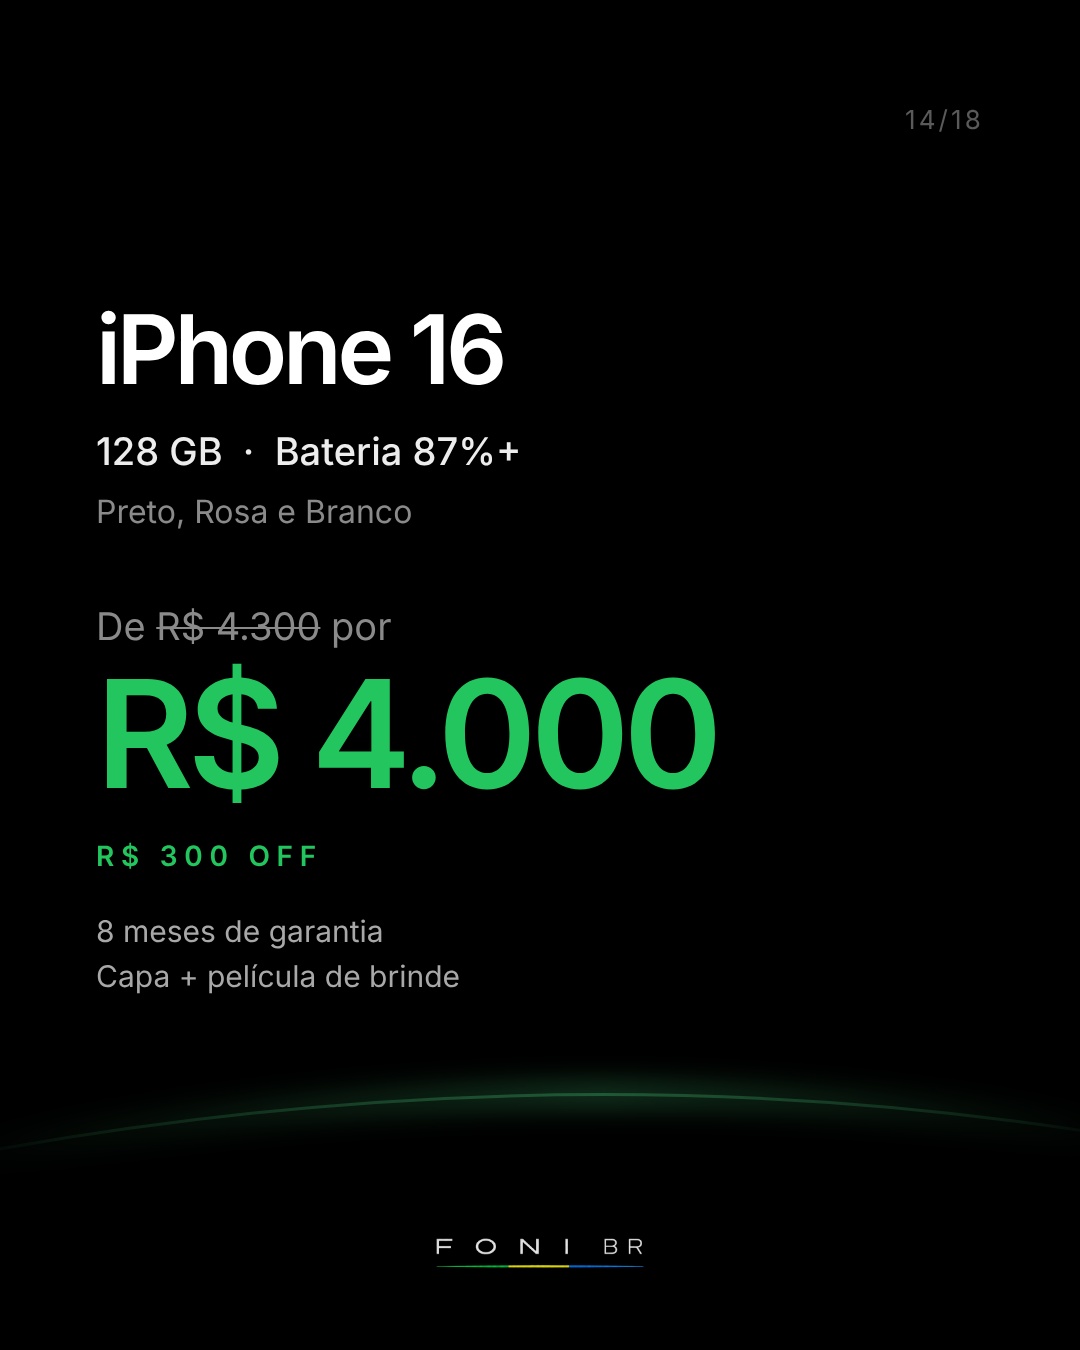 14/18
iPhone 16
128 GB · Bateria 87%+
Preto, Rosa e Branco
De R$ 4.300 por
R$ 4.000
R$ 300 OFF
8 meses de garantia
Capa + película de brinde
FONI BR